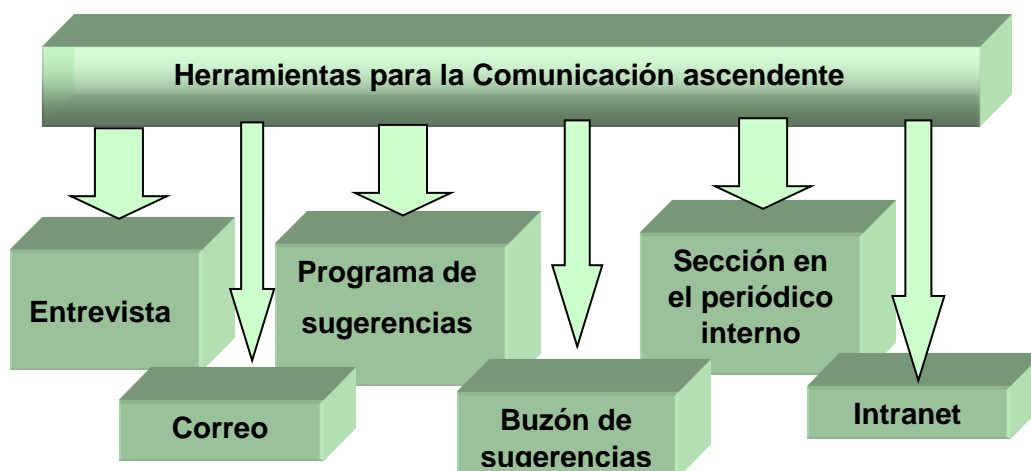 Herramientas para la Comunicación ascendente
Entrevista
Correo
Programa de
sugerencias
Buzón de
sugerencias
Sección en
el periódico
interno
Intranet